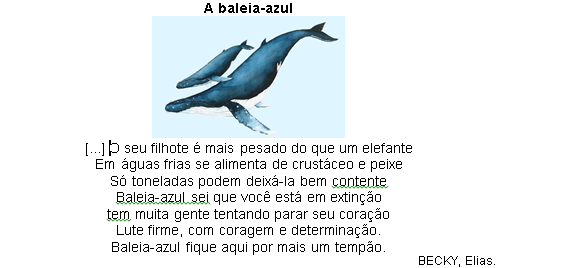 A baleia-azul
[...] O seu filhote é mais pesado do que um elefante
Em águas frias se alimenta de crustáceo e peixe
Só toneladas podem deixá-la bem contente
Baleia-azul sei que você está em extinção
tem muita gente tentando parar seu coração
Lute firme, com coragem e determinação.
Baleia-azul fique aqui por mais um tempão.
BECKY, Elias.